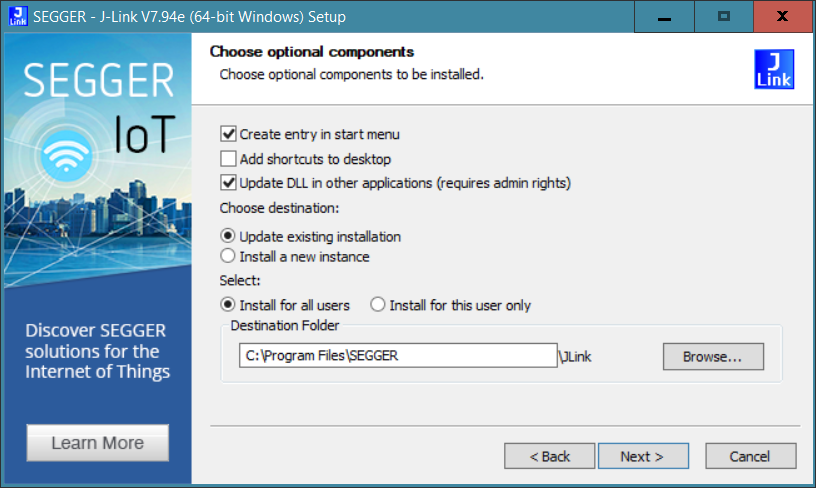 J Link SEGGER - J-Link V7.94e (64-bit Windows) Setup
SEGGER
IoT
Discover SEGGER
solutions for the
Internet of Things
Learn More
Choose optional components
Choose optional components to be installed.
J
Link
Create entry in start menu
Add shortcuts to desktop
Update DLL in other applications (requires admin rights)
Choose destination:
Update existing installation
Install a new instance
Select:
Install for all users Install for this user only
Destination Folder
C:\Program Files\SEGGER \JLink Browse...
< Back Next > Cancel